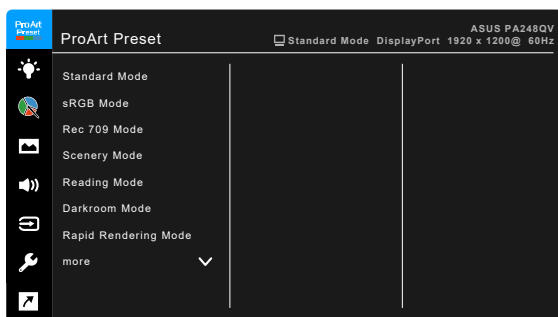 ProArt
Preset
ProArt Preset
ASUS PA248QV
Standard Mode DisplayPort 1920 x 1200@ 60Hz
Standard Mode
sRGB Mode
Rec 709 Mode
Scenery Mode
Reading Mode
Darkroom Mode
Rapid Rendering Mode
more